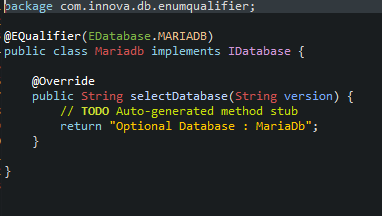 package com.innova.db.enumqualifier;
@EQualifier(EDatabase.MARIADB)
public class Mariadb implements IDatabase {
@Override
public String selectDatabase(String version) {
// TODO Auto-generated method stub
return "Optional Database : MariaDb";
}
}